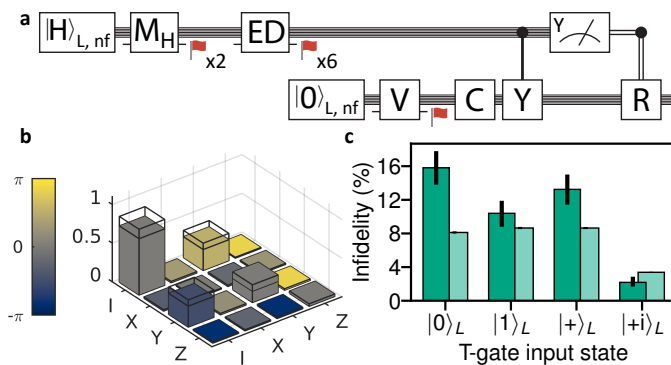 a
|H⟩L, nf
MH
x2
ED
x6
Y
|0⟩L, nf
V
C
Y
R
b
c
π
0
-π
1
0.5
0
I
X
Y
Z
I
X
Y
Z
Infidelity (%)
16
12
8
4
0
|0⟩L
|1⟩L
|+⟩L
|+i⟩L
T-gate input state